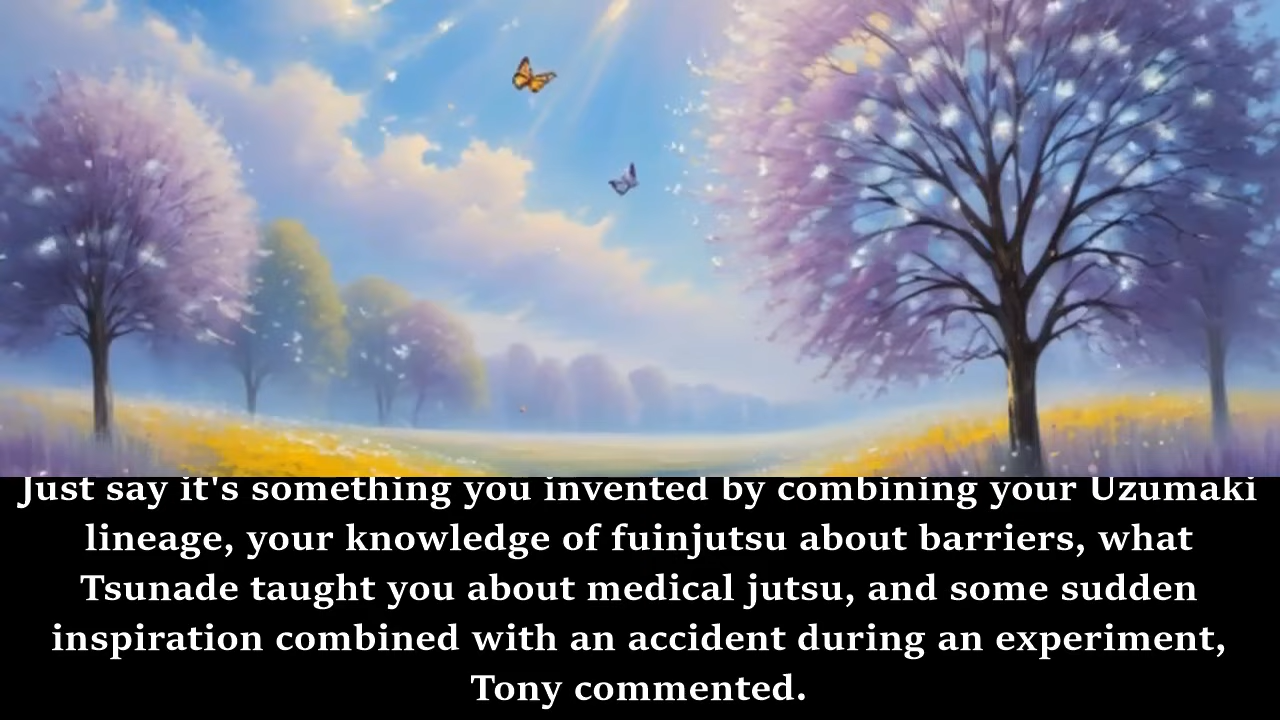 Just say it's something you invented by combining your Uzumaki
lineage, your knowledge of fuinjutsu about barriers, what
Tsunade taught you about medical jutsu, and some sudden
inspiration combined with an accident during an experiment,
Tony commented.